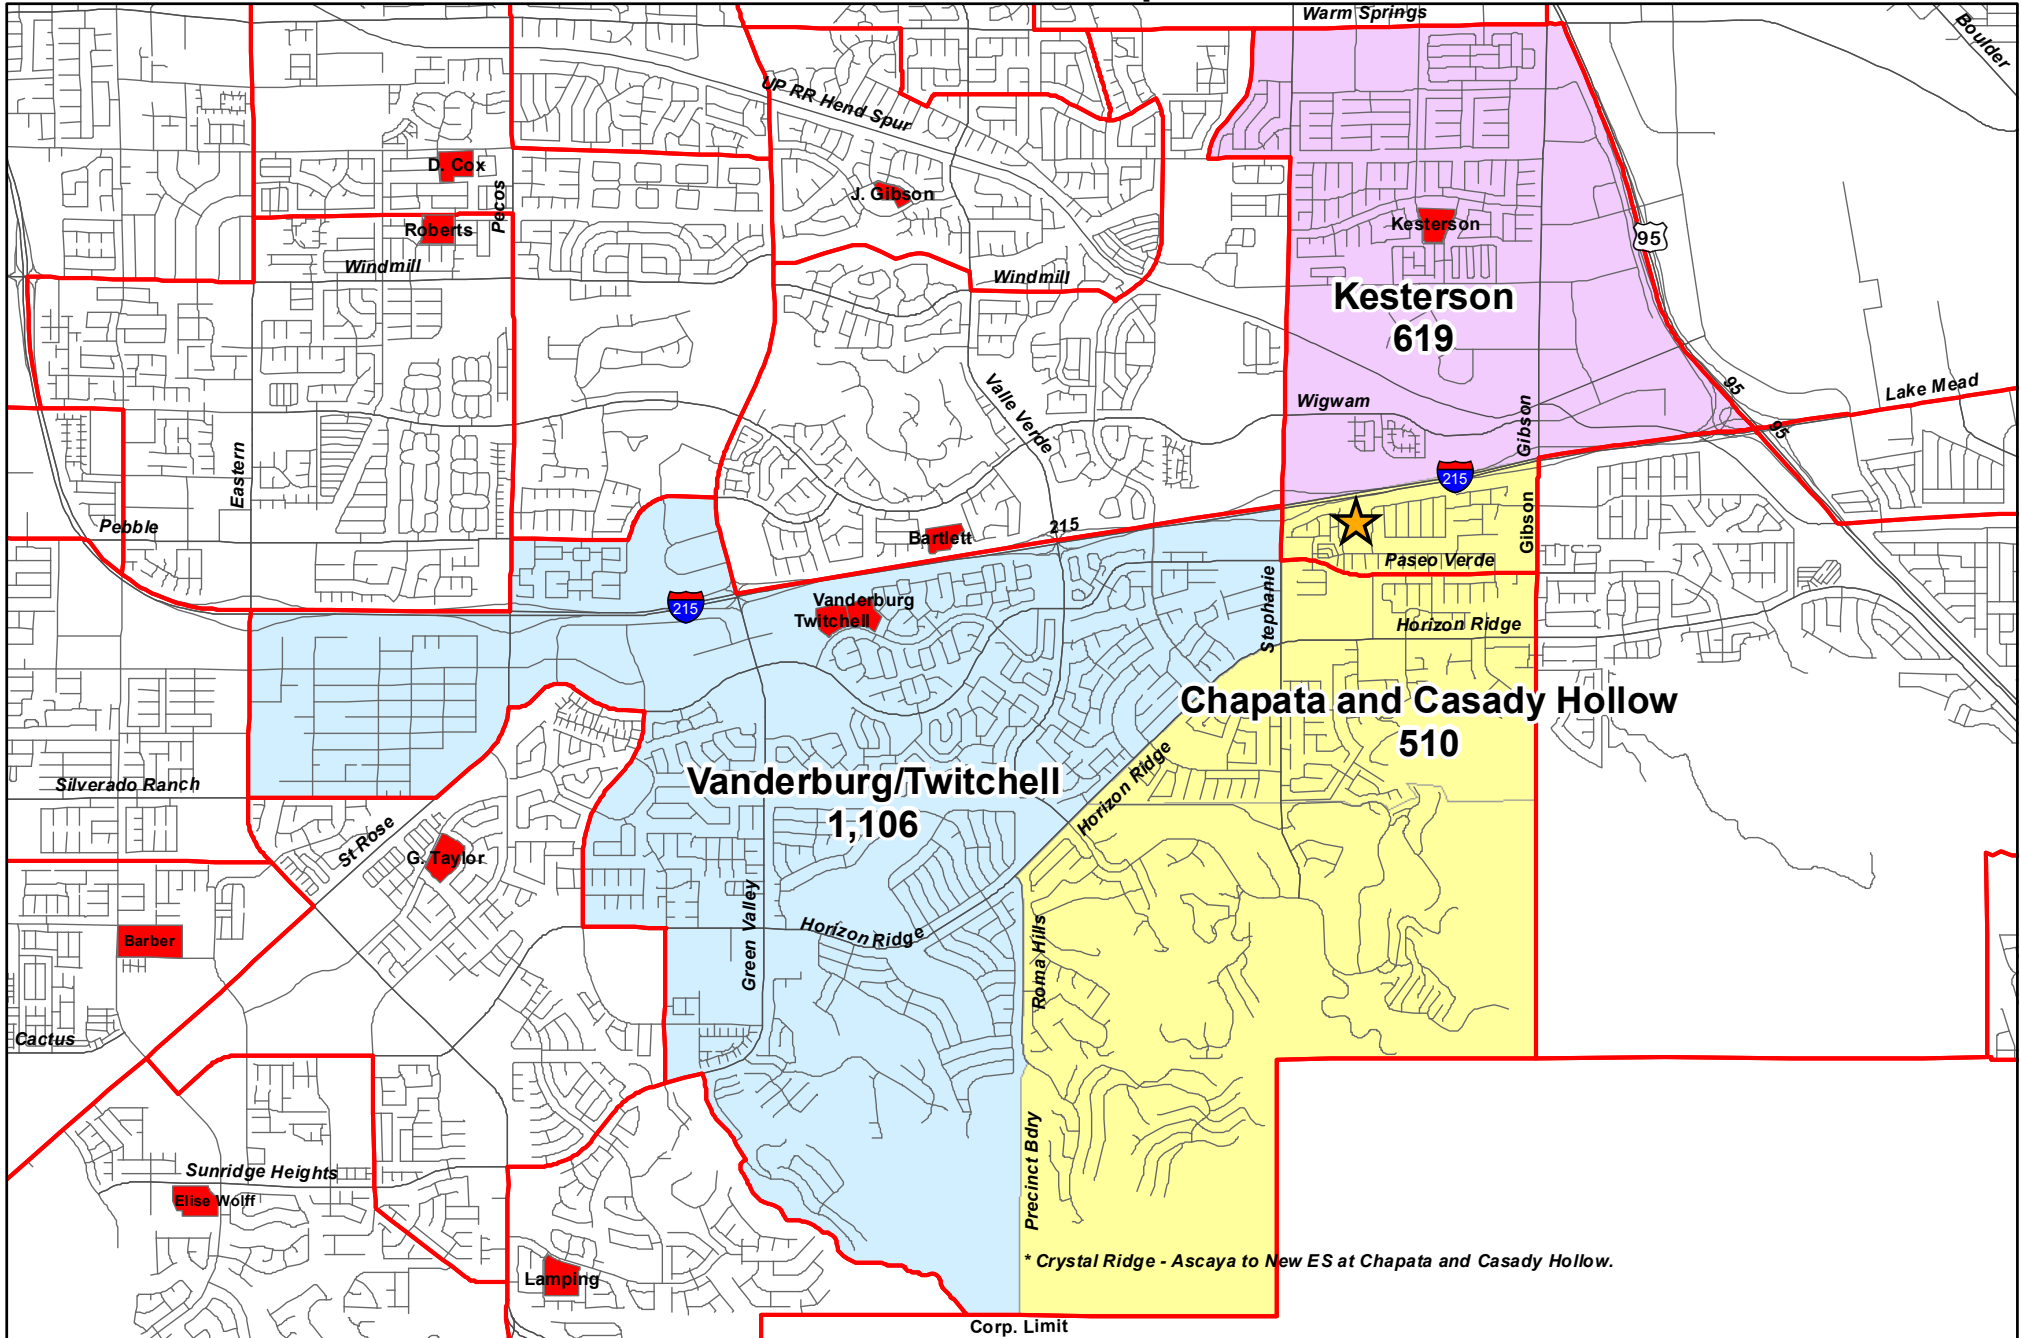 Warm Springs
Boulder
UP RR Hend Spur
D. Cox
Pecos
J. Gibson
Roberts
Kesterson
95
Windmill
Windmill
Kesterson
619
Valle Verde
95
Lake Mead
Wigwam
Gibson
95
Eastern
215
Pebble
215
Bartlett
Gibson
Paseo Verde
Stephanie
215
Vanderburg
Twitchell
Horizon Ridge
Chapata and Casady Hollow
510
Silverado Ranch
Vanderburg/Twitchell
1,106
Horizon Ridge
St Rose
G. Taylor
Green Valley
Horizon Ridge
Roma Hills
Barber
Cactus
Precinct Bdry
Sunridge Heights
Elise Wolff
* Crystal Ridge - Ascaya to New ES at Chapata and Casady Hollow.
Lamping
Corp. Limit